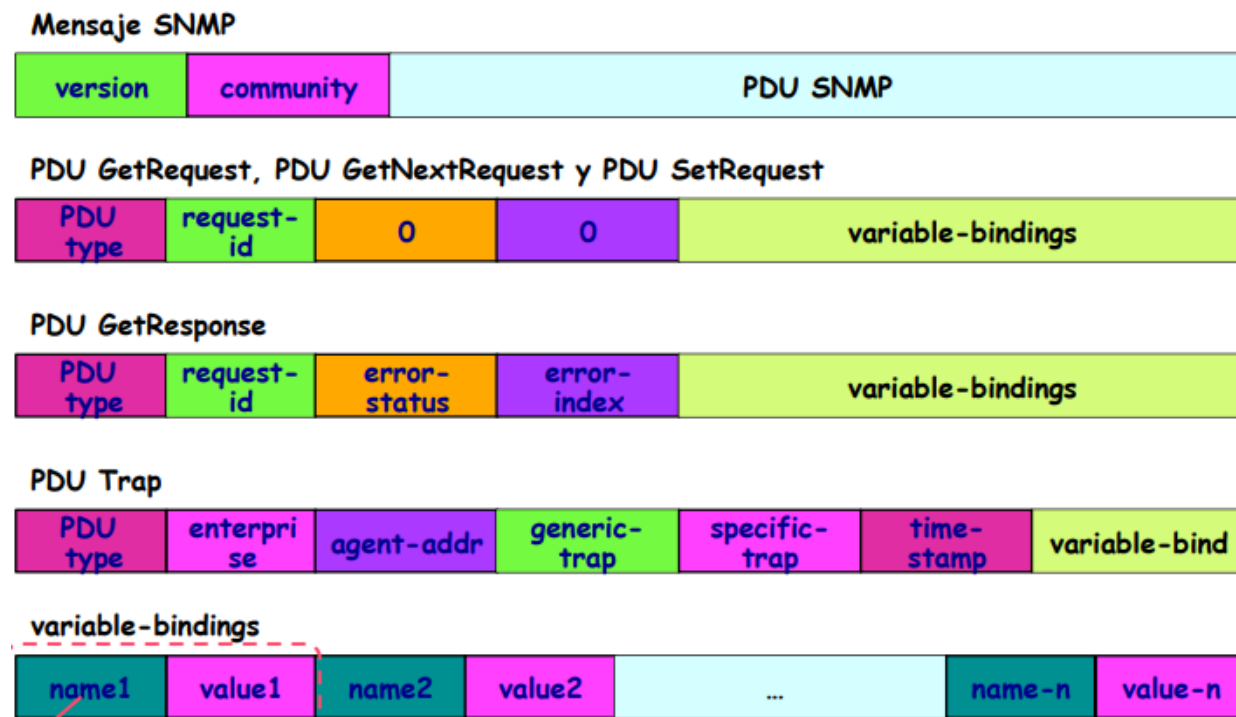 Mensaje SNMP
version community PDU SNMP
PDU GetRequest, PDU GetNextRequest y PDU SetRequest
PDU type request-id 0 0 variable-bindings
PDU GetResponse
PDU type request-id error-status error-index variable-bindings
PDU Trap
PDU type enterpri se agent-addr generic-trap specific-trap time-stamp variable-bind
variable-bindings
name1 value1 name2 value2 ... name-n value-n